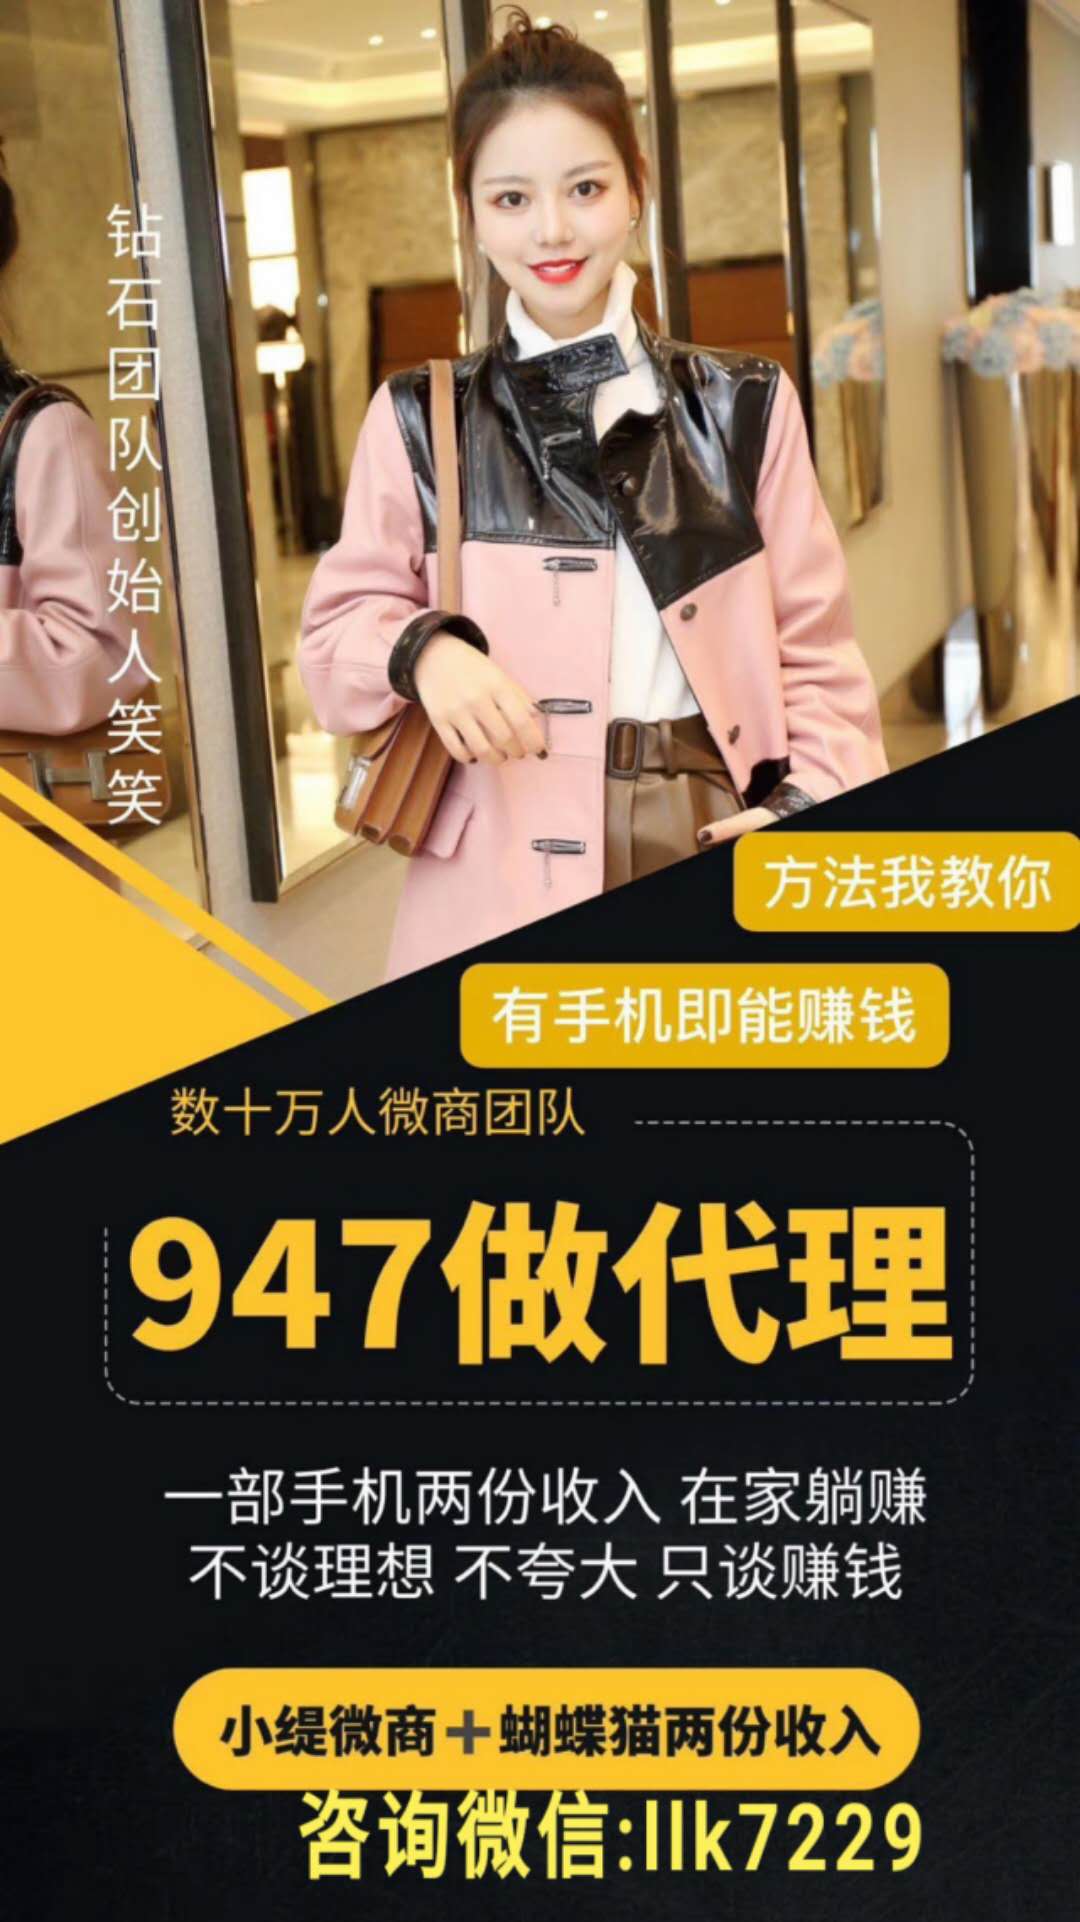 钻石团队创始人笑笑
方法我教你
有手机即能赚钱
数十万人微商团队
947做代理
一部手机两份收入 在家躺赚
不谈理想 不夸大 只谈赚钱
小缇微商➕蝴蝶猫两份收入
咨询微信:llk7229